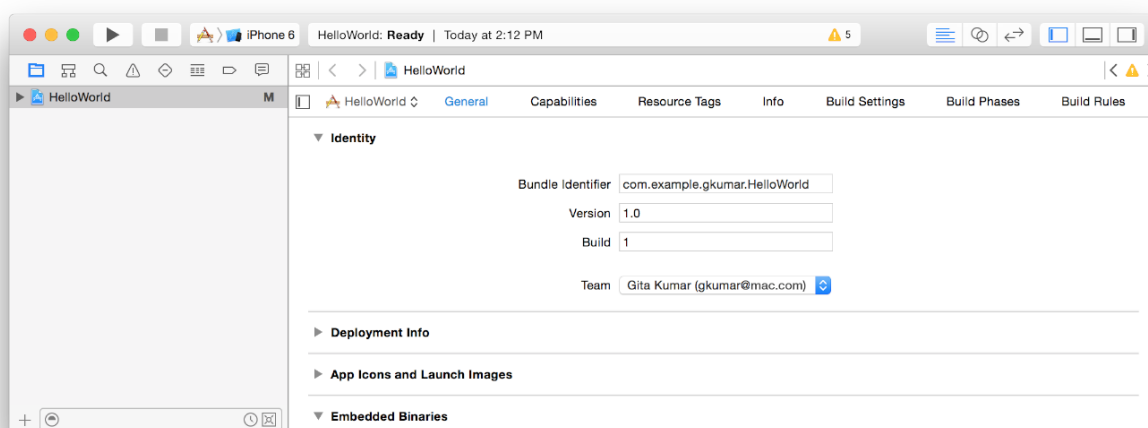 iPhone 6
HelloWorld: Ready | Today at 2:12 PM
5
HelloWorld
HelloWorld M
HelloWorld General Capabilities Resource Tags Info Build Settings Build Phases Build Rules
Identity
Bundle Identifier com.example.gkumar.HelloWorld
Version 1.0
Build 1
Team Gita Kumar (gkumar@mac.com)
Deployment Info
App Icons and Launch Images
Embedded Binaries